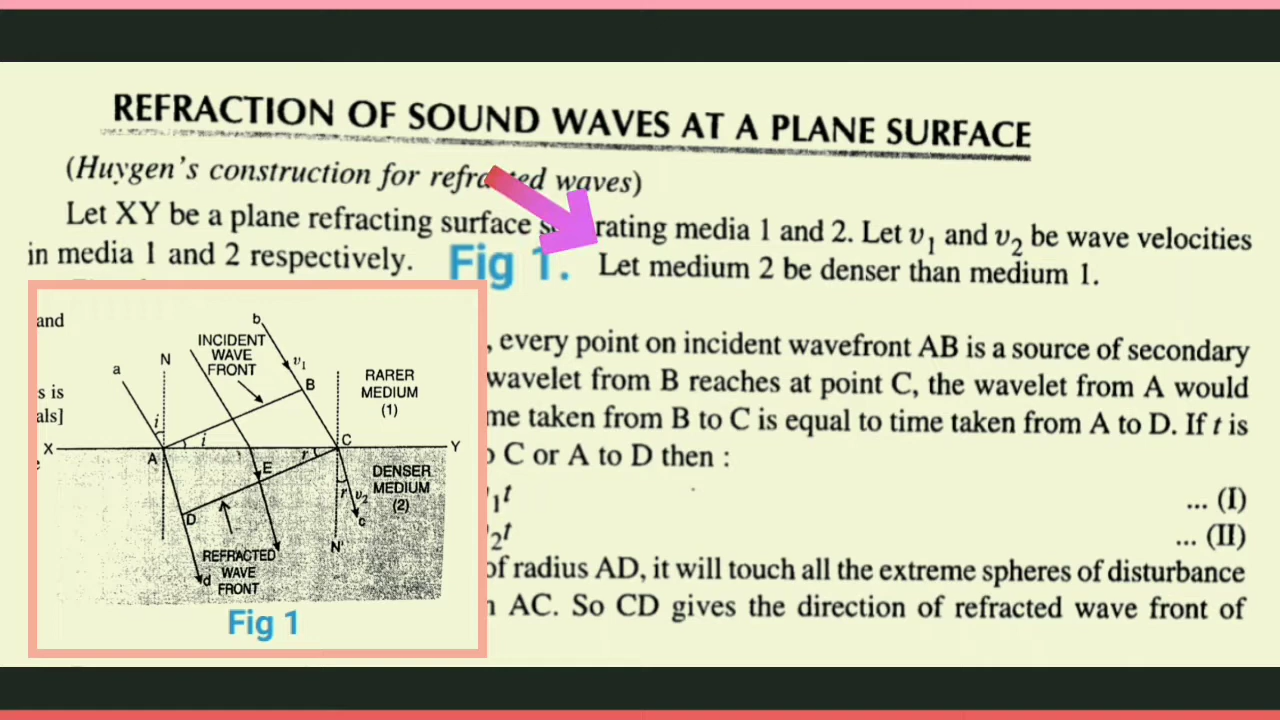 REFRACTION OF SOUND WAVES AT A PLANE SURFACE
(Huygen's construction for refracted waves)
Let XY be a plane refracting surface rating media 1 and 2. Let v₁ and v₂ be wave velocities
in media 1 and 2 respectively. Fig 1. Let medium 2 be denser than medium 1.
, every point on incident wavefront AB is a source of secondary
wavelet from B reaches at point C, the wavelet from A would
me taken from B to C is equal to time taken from A to D. If t is
C or A to D then :
₁t ... (I)
₂t ... (II)
of radius AD, it will touch all the extreme spheres of disturbance
AC. So CD gives the direction of refracted wave front of
and
s is
als]
b
INCIDENT
WAVE
FRONT
v₁
N
a
B
RARER
MEDIUM
(1)
i
i
X
A
r
C
Y
E
DENSER
MEDIUM
(2)
r
v₂
D
c
N'
REFRACTED
WAVE
FRONT
d
Fig 1